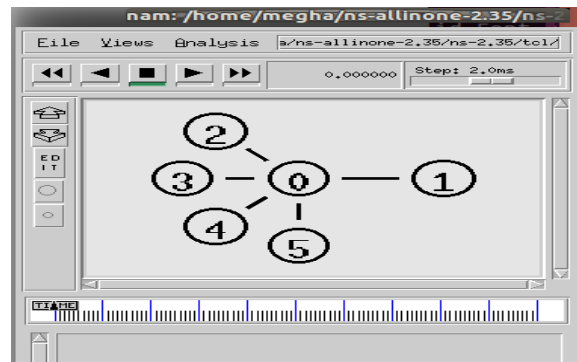 nam: /home/megha/ns-allinone-2.35/ns-2
File Views Analysis a/ns-allinone-2.35/ns-2.35/tcl/
0.000000 Step: 2.0ms
ED
IT
2
3 0 1
4
5
TIME